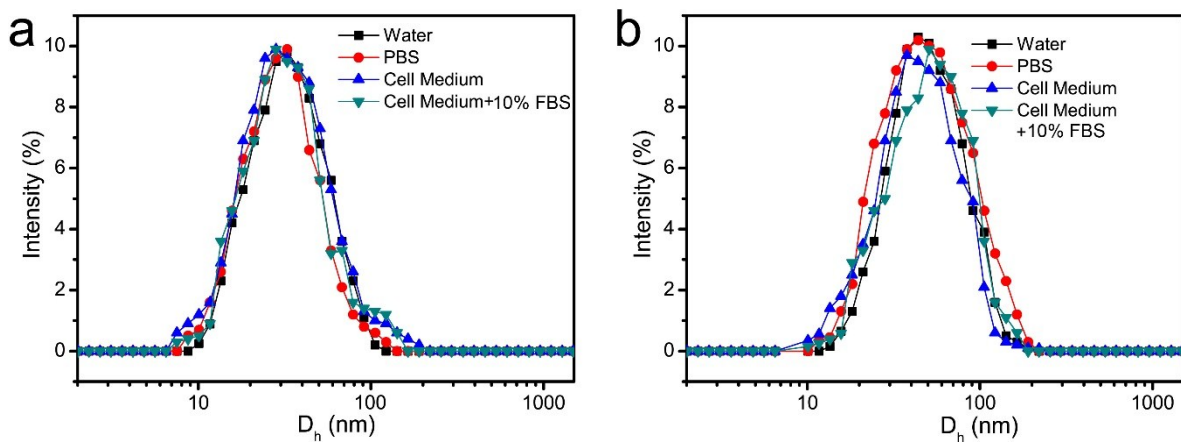 a
Water
PBS
Cell Medium
Cell Medium+10% FBS
Intensity (%)
10
8
6
4
2
0
10
100
1000
Dh (nm)
b
Water
PBS
Cell Medium
Cell Medium
+10% FBS
Intensity (%)
10
8
6
4
2
0
10
100
1000
Dh (nm)